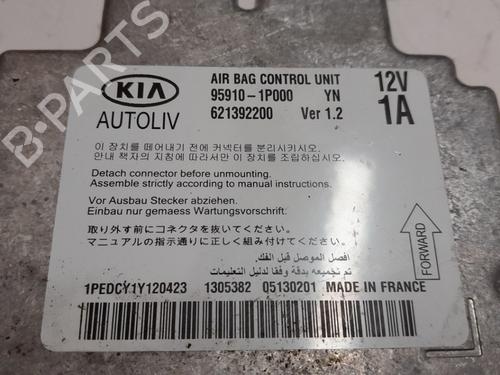 B-PARTS
KIA
AUTOLIV
AIR BAG CONTROL UNIT
95910-1P000 YN
621392200 Ver 1.2
12V
1A
이 장치를 떼어내기 전에 커넥터를 분리시키시오.
안내 책자의 지침에 따라서만 이 장치를 조립하십시오.
Detach connector before unmounting.
Assemble strictly according to manual instructions.
Vor Ausbau Stecker abziehen.
Einbau nur gemaess Wartungsvorschrift.
取り外す前にコネクタを抜いてください。
マニュアルの指示通りに正しく組み付けてください。
افصل الموصل قبل الفك.
تم تجميعه بدقة وفقا لدليل التعليمات
FORWARD
1PEDCY1Y120423 1305382 05130201 MADE IN FRANCE